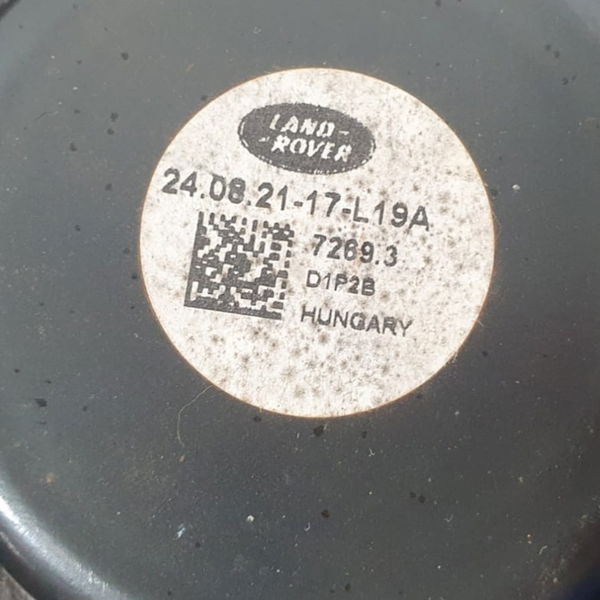 LAND-
-ROVER
24.08.21-17-L19A
7269.3
D1P2B
HUNGARY